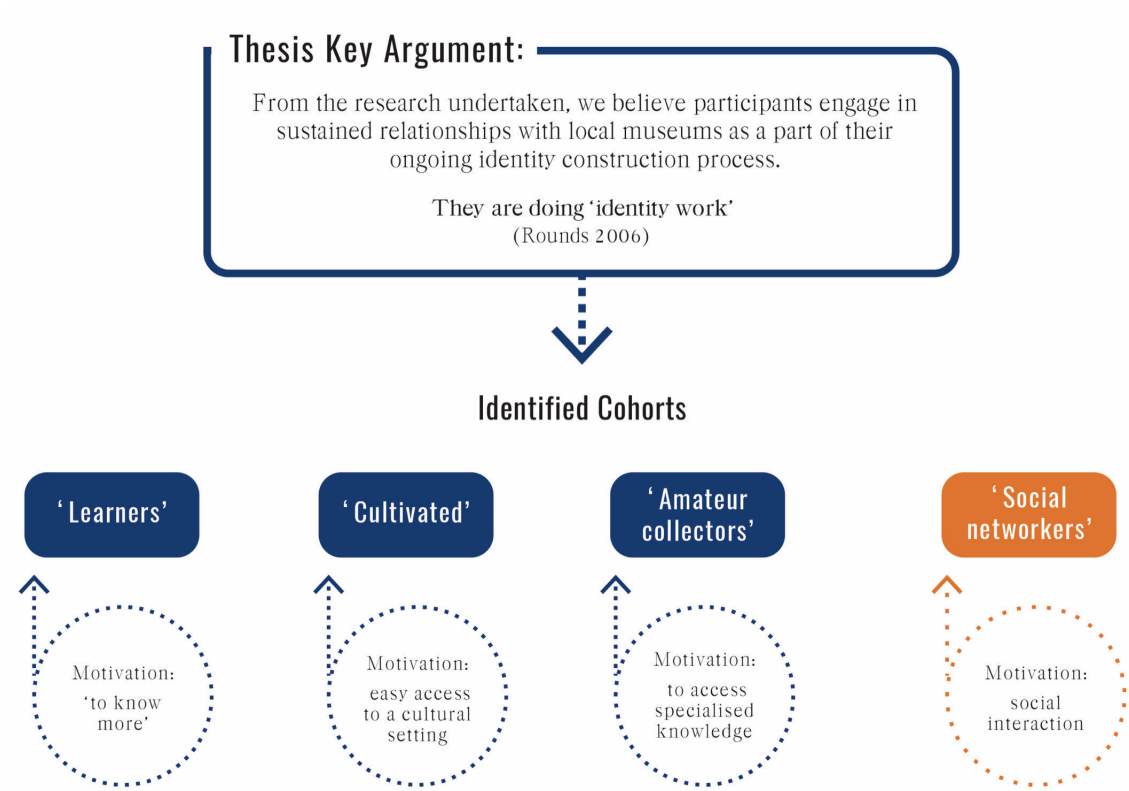 Thesis Key Argument:
From the research undertaken, we believe participants engage in
sustained relationships with local museums as a part of their
ongoing identity construction process.
They are doing ‘identity work’
(Rounds 2006)
Identified Cohorts
‘Learners’
‘Cultivated’
‘Amateur
collectors’
‘Social
networkers’
Motivation:
‘to know
more’
Motivation:
easy access
to a cultural
setting
Motivation:
to access
specialised
knowledge
Motivation:
social
interaction